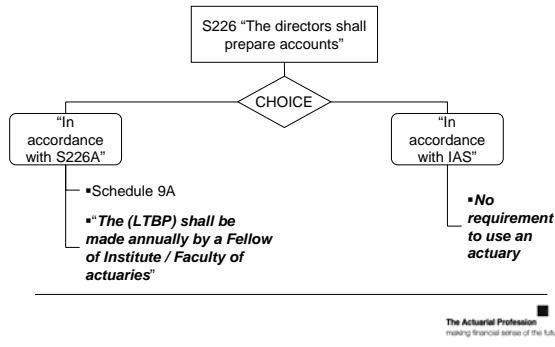 S226 “The directors shall
prepare accounts”
CHOICE
“In
accordance
with S226A”
“In
accordance
with IAS”
▪Schedule 9A
▪“The (LTBP) shall be
made annually by a Fellow
of Institute / Faculty of
actuaries”
▪No
requirement
to use an
actuary
The Actuarial Profession
making financial sense of the